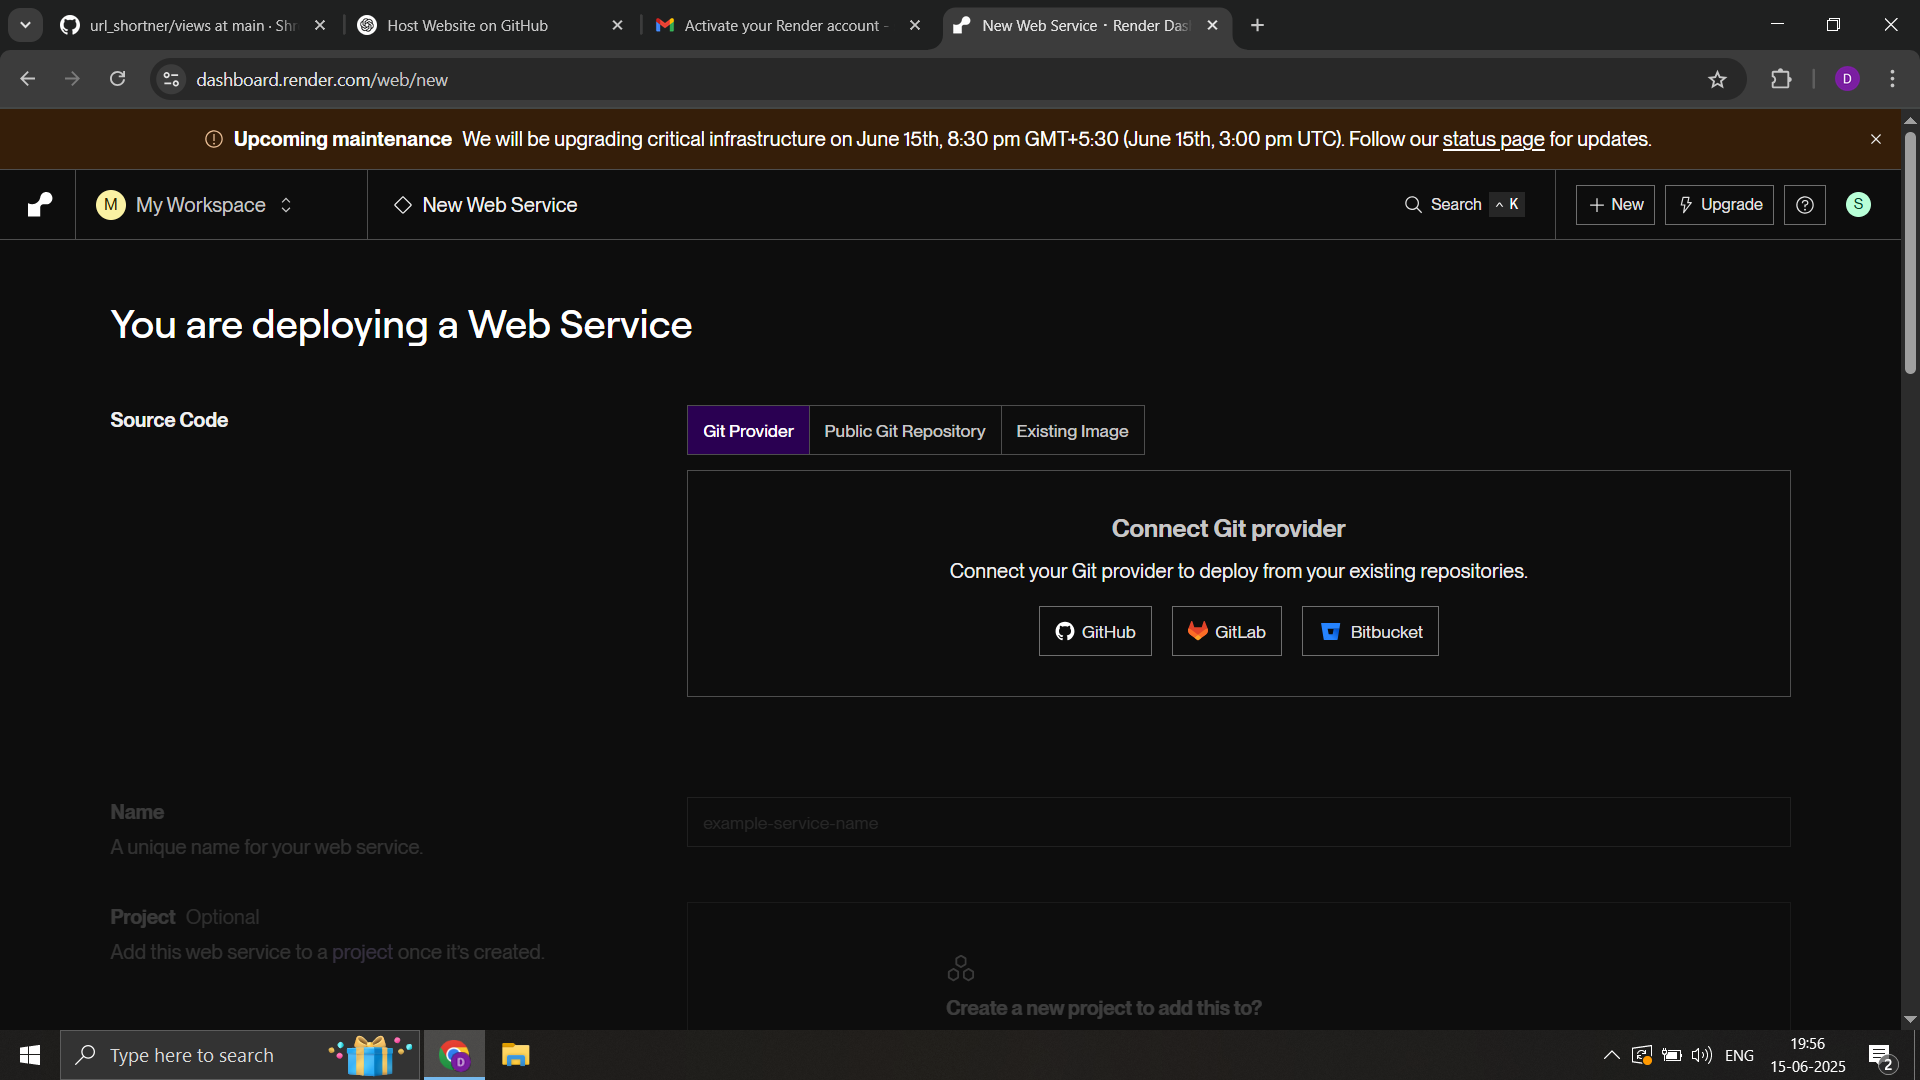 url_shortner/views at main · Shr
Host Website on GitHub
Activate your Render account -
New Web Service · Render Das
dashboard.render.com/web/new
D
Upcoming maintenance We will be upgrading critical infrastructure on June 15th, 8:30 pm GMT+5:30 (June 15th, 3:00 pm UTC). Follow our status page for updates.
M My Workspace
New Web Service
Search ^ K
+ New
Upgrade
S
You are deploying a Web Service
Source Code
Git Provider
Public Git Repository
Existing Image
Connect Git provider
Connect your Git provider to deploy from your existing repositories.
GitHub
GitLab
Bitbucket
Name
A unique name for your web service.
example-service-name
Project Optional
Add this web service to a project once it's created.
Create a new project to add this to?
Type here to search
D
ENG
19:56
15-06-2025
2